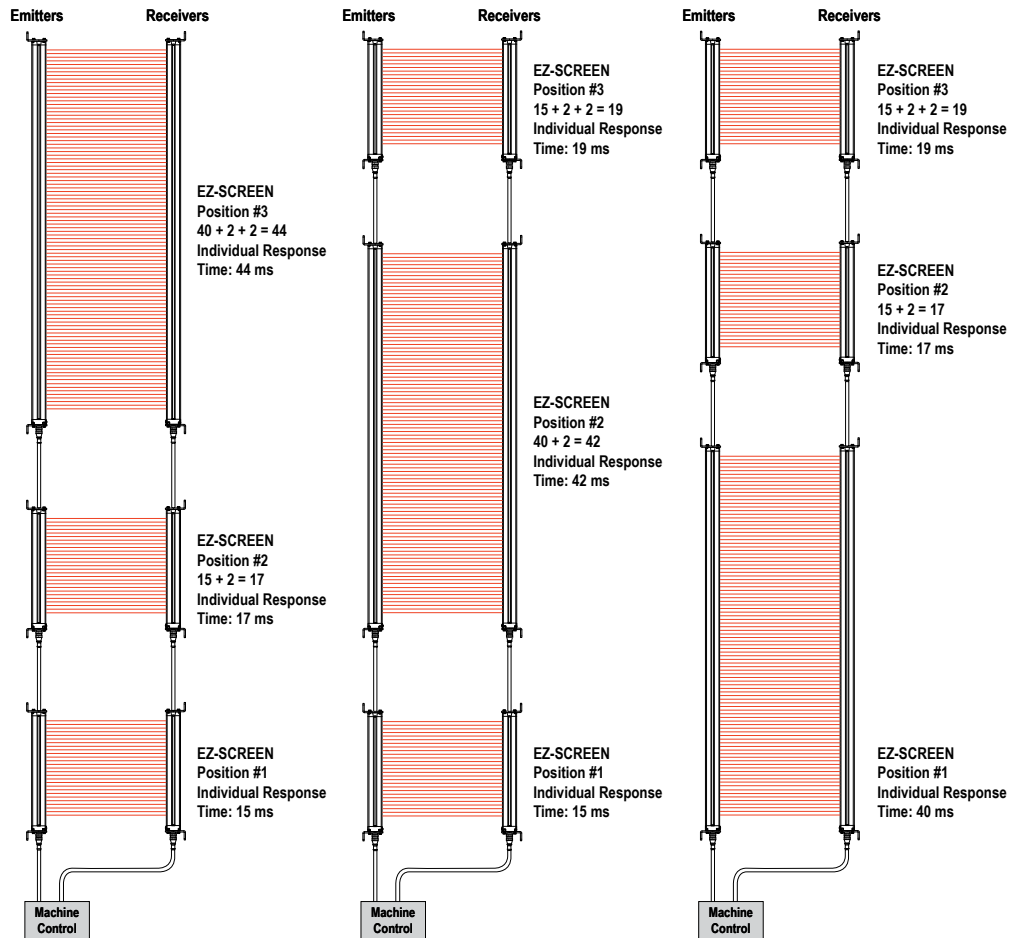 Emitters
Receivers
EZ-SCREEN
Position #3
40 + 2 + 2 = 44
Individual Response
Time: 44 ms
EZ-SCREEN
Position #2
15 + 2 = 17
Individual Response
Time: 17 ms
EZ-SCREEN
Position #1
Individual Response
Time: 15 ms
Machine
Control
Emitters
Receivers
EZ-SCREEN
Position #3
15 + 2 + 2 = 19
Individual Response
Time: 19 ms
EZ-SCREEN
Position #2
40 + 2 = 42
Individual Response
Time: 42 ms
EZ-SCREEN
Position #1
Individual Response
Time: 15 ms
Machine
Control
Emitters
Receivers
EZ-SCREEN
Position #3
15 + 2 + 2 = 19
Individual Response
Time: 19 ms
EZ-SCREEN
Position #2
15 + 2 = 17
Individual Response
Time: 17 ms
EZ-SCREEN
Position #1
Individual Response
Time: 40 ms
Machine
Control